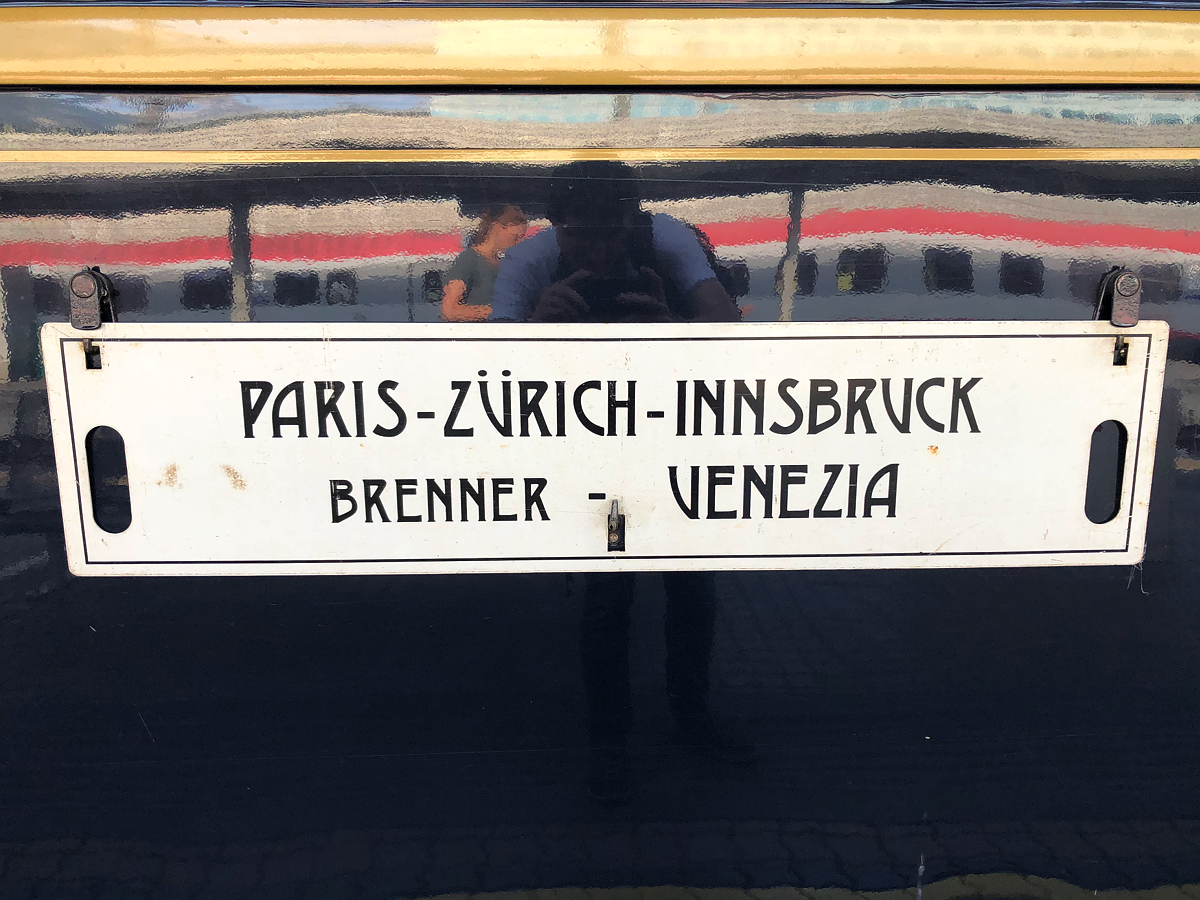 PARIS-ZÜRICH-INNSBRUCK
BRENNER - VENEZIA